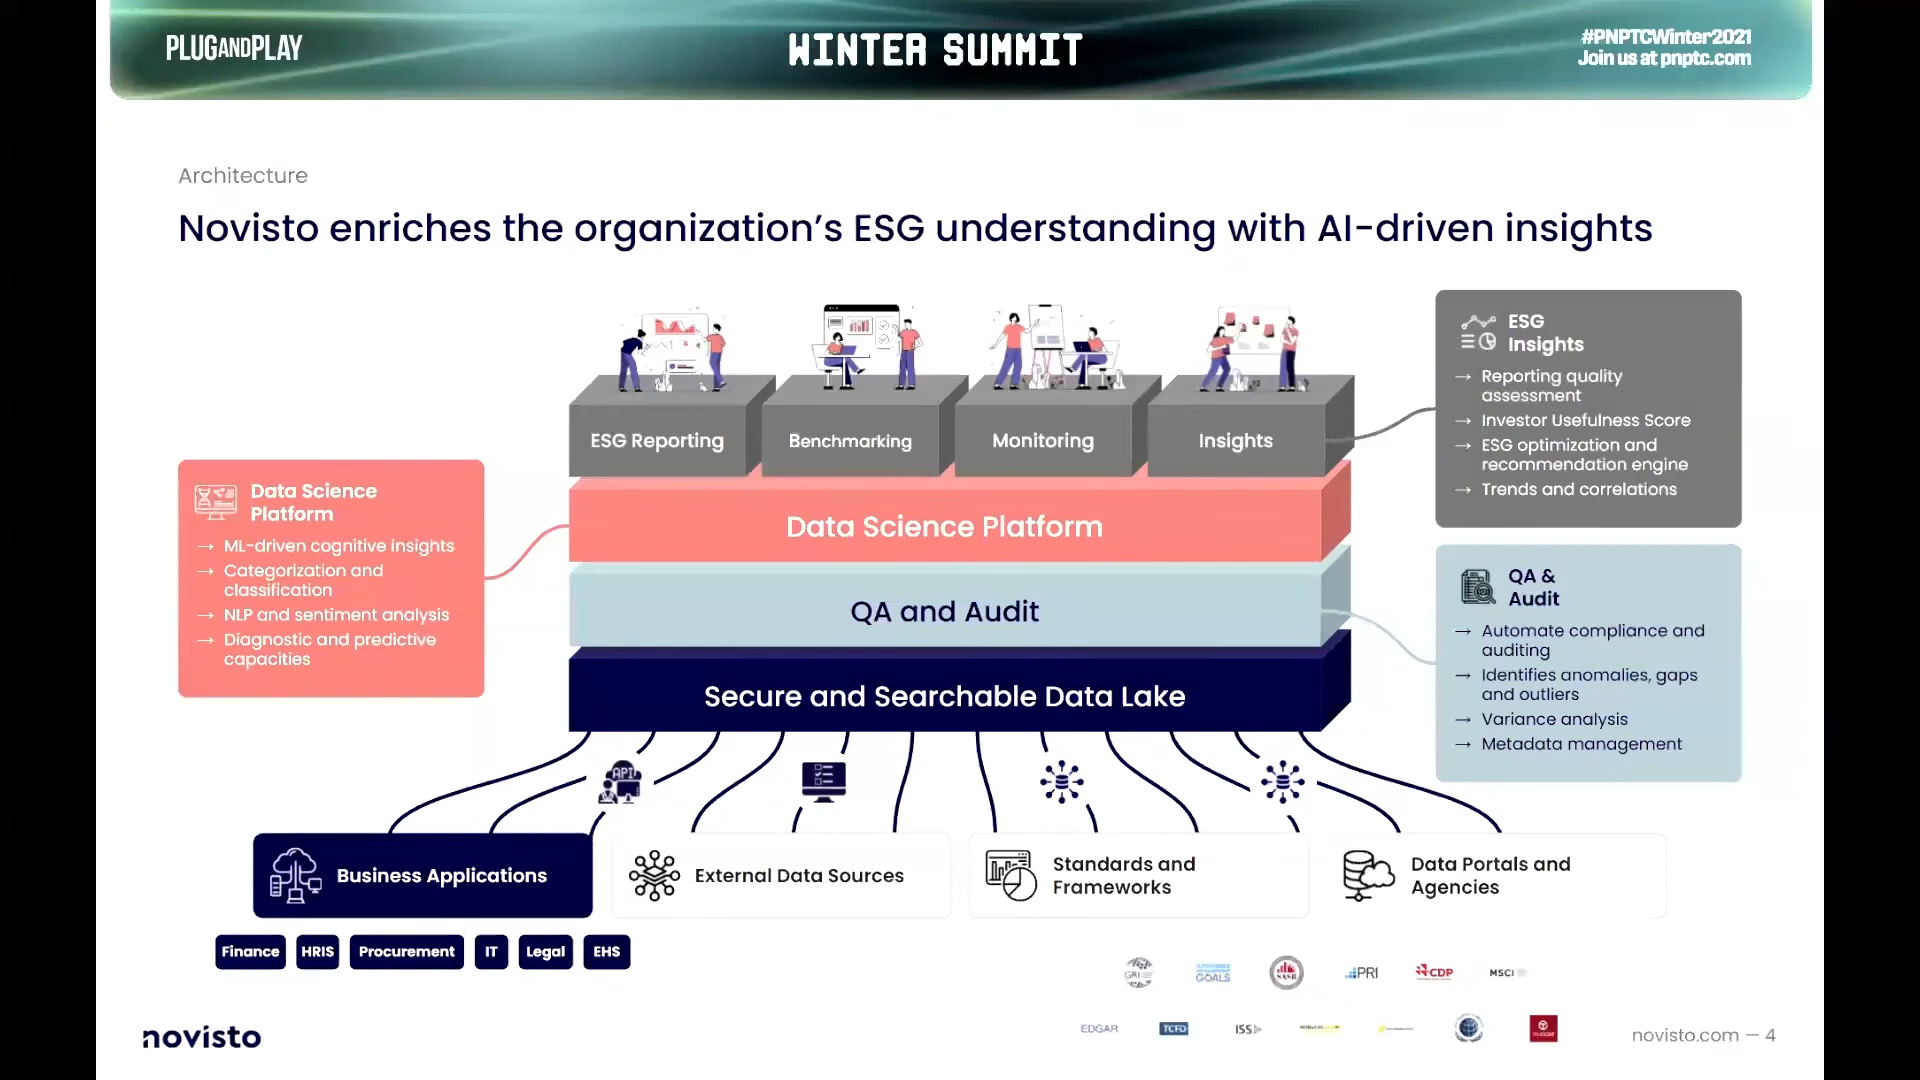 PLUGANDPLAY
WINTER SUMMIT
#PNPTCWinter2021
Join us at pnptc.com
Architecture
Novisto enriches the organization's ESG understanding with AI-driven insights
ESG Reporting
Benchmarking
Monitoring
Insights
Data Science Platform
QA and Audit
Secure and Searchable Data Lake
Data Science
Platform
→ ML-driven cognitive insights
→ Categorization and
classification
→ NLP and sentiment analysis
→ Diagnostic and predictive
capacities
ESG
Insights
→ Reporting quality
assessment
→ Investor Usefulness Score
→ ESG optimization and
recommendation engine
→ Trends and correlations
QA &
Audit
→ Automate compliance and
auditing
→ Identifies anomalies, gaps
and outliers
→ Variance analysis
→ Metadata management
API
Business Applications
External Data Sources
Standards and
Frameworks
Data Portals and
Agencies
Finance
HRIS
Procurement
IT
Legal
EHS
GRI
GOALS
SASB
PRI
CDP
MSCI
EDGAR
TCFD
ISS
novisto
novisto.com — 4